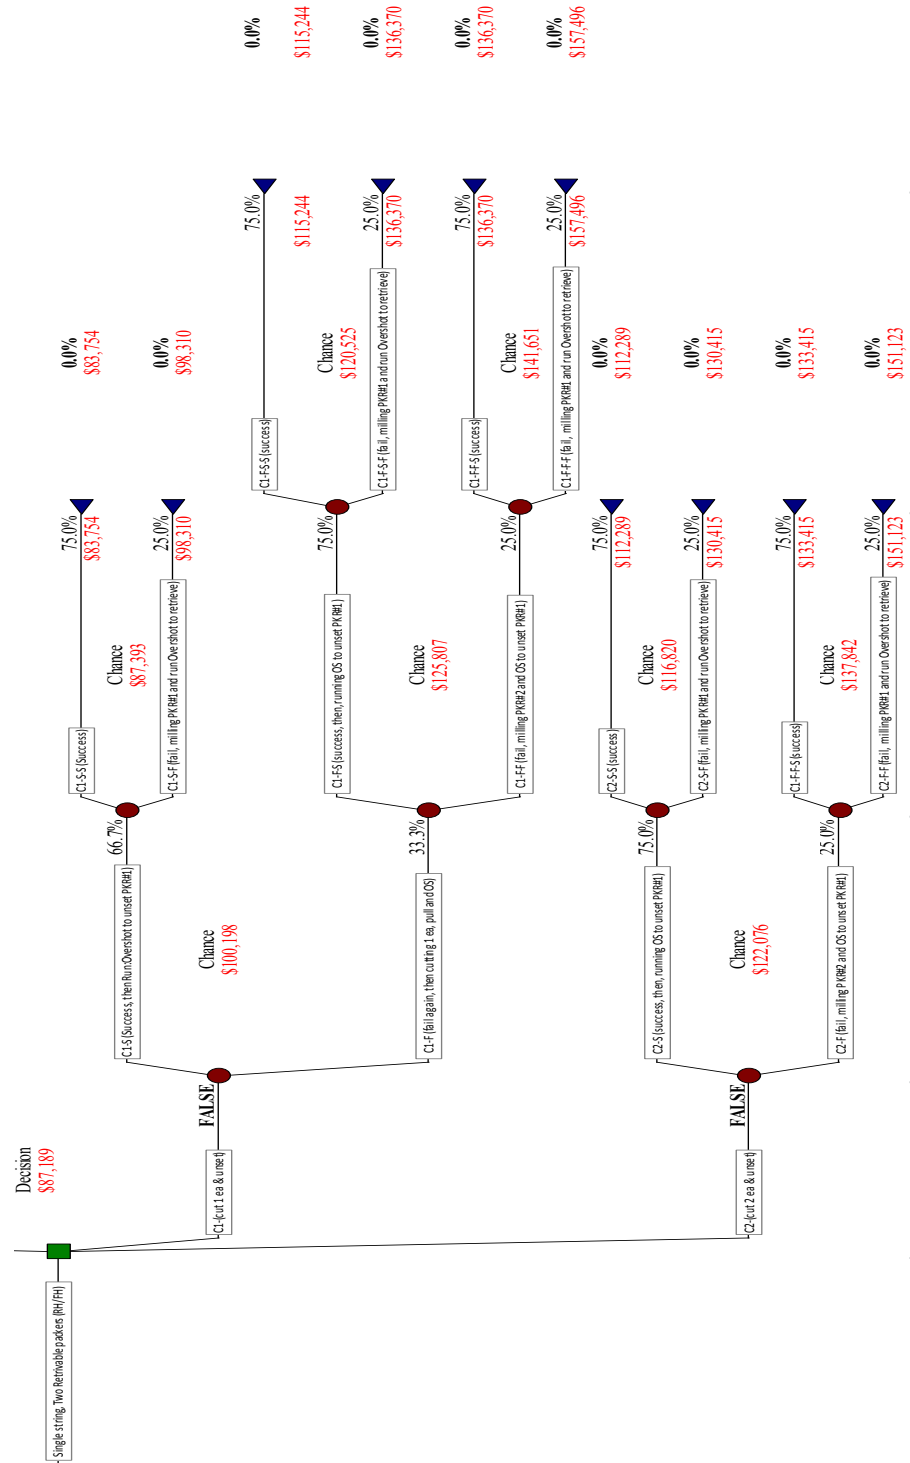 Decision
$87,189
Single string, Two Retrivable packers (RH/FH)
75.0%
0.0%
C1-S-S (Success)
$83,754
$83,754
Chance
66.7%
$87,393
C1-S (Success, then Run:Overshot to unset PKR#1)
25.0%
0.0%
C1-S-F (fail, milling PKR#1 and run Overshot to retrieve)
$98,310
$98,310
FALSE
Chance
C1-(cut 1 ea & unset)
$100,198
75.0%
0.0%
C1-F-S-S (success)
$115,244
$115,244
75.0%
Chance
C1-F-S (success, then, running OS to unset PKR#1)
$120,525
25.0%
0.0%
C1-F-S-F (fail, milling PKR#1 and run Overshot to retrieve)
$136,370
$136,370
33.3%
Chance
C1-F (fail again, then cutting 1 ea, pull and OS)
$125,807
75.0%
0.0%
C1-F-F-S (success)
$136,370
$136,370
25.0%
Chance
C1-F-F (fail, milling PKR#2 and OS to unset PKR#1)
$141,651
25.0%
0.0%
C1-F-F-F (fail, milling PKR#1 and run Overshot to retrieve)
$157,496
$157,496
75.0%
0.0%
C2-S-S (success)
$112,289
$112,289
75.0%
Chance
C2-S (success, then, running OS to unset PKR#1)
$116,820
25.0%
0.0%
C2-S-F (fail, milling PKR#1 and run Overshot to retrieve)
$130,415
$130,415
FALSE
Chance
C2-(cut 2 ea & unset)
$122,076
75.0%
0.0%
C1-F-F-S (success)
$133,415
$133,415
25.0%
Chance
C2-F (fail, milling PKR#2 and OS to unset PKR#1)
$137,842
25.0%
0.0%
C2-F-F (fail, milling PKR#1 and run Overshot to retrieve)
$151,123
$151,123